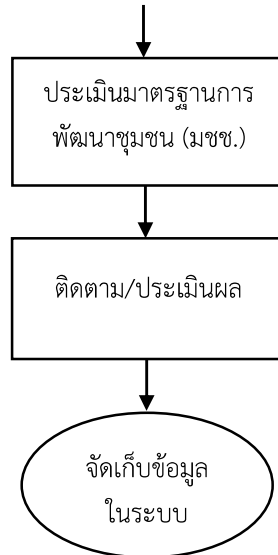 ประเมินมาตรฐานการ
พัฒนาชุมชน (มชช.)
ติดตาม/ประเมินผล
จัดเก็บข้อมูล
ในระบบ